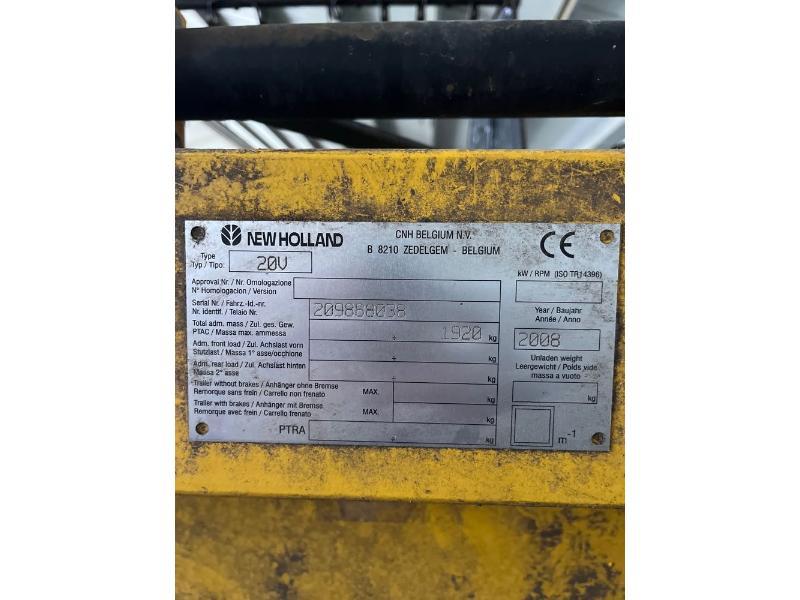 NEW HOLLAND
CNH BELGIUM N.V.
B 8210 ZEDELGEM - BELGIUM
CE
Type
Typ / Tipo:
20V
kW / RPM (ISO TR14396)
Approval Nr / Nr. Omologazione
N° Homologacion / Version
Serial Nr. / Fahrz.-Id.-nr.
Nr. Identif. / Telaio Nr.
209868038
Year / Baujahr
Année / Anno
2008
Total adm. mass / Zul. ges. Gew.
PTAC / Massa max. ammessa
÷ 1920 kg
Adm. front load / Zul. Achslast vorn
Stutzlast / Massa 1° asse/occhione
÷ kg
Unladen weight
Leergewicht / Poids vide
massa a vuoto
kg
Adm. rear load / Zul. Achslast hinten
Massa 2° asse
÷ kg
Trailer without brakes / Anhänger ohne Bremse
Remorque sans frein / Carrello non frenato
MAX. kg
Trailer with brakes / Anhänger mit Bremse
Remorque avec frein / Carrello frenato
MAX. kg
PTRA ÷ kg
m-1